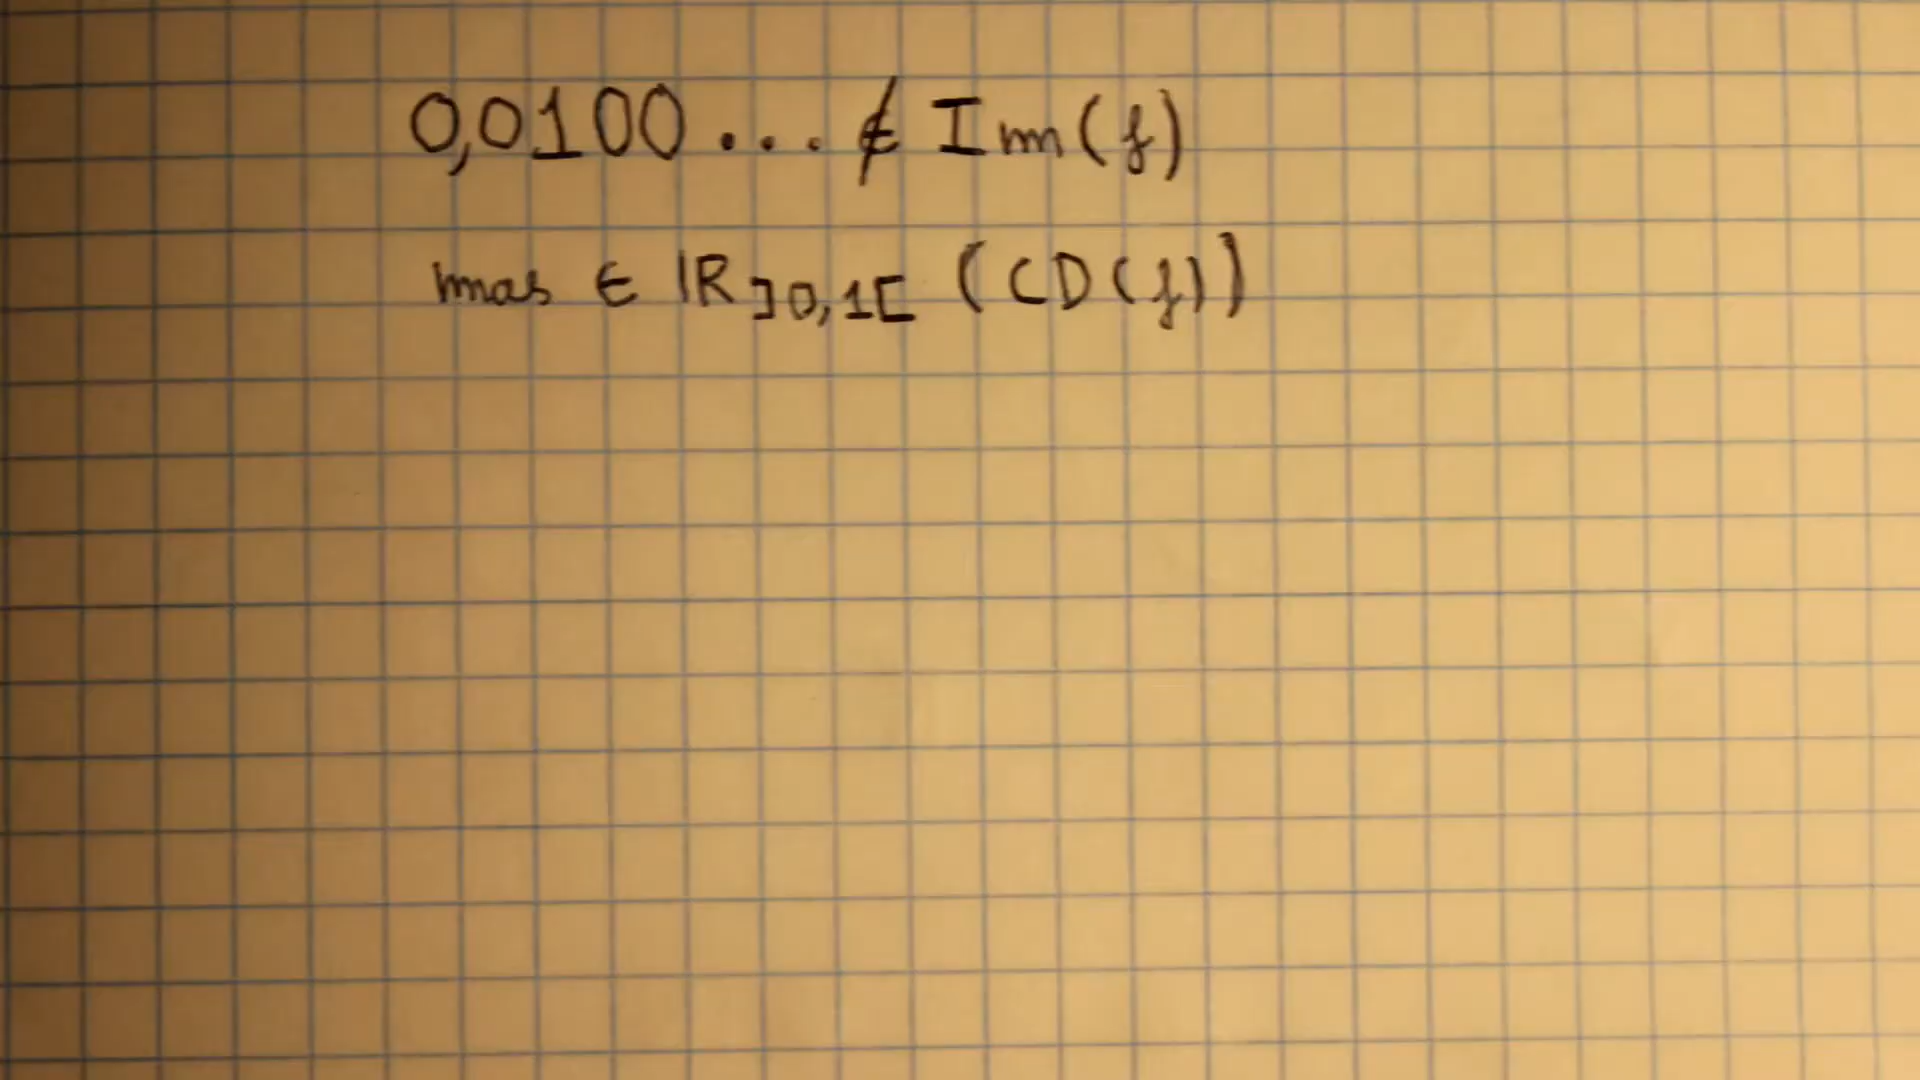 0,0100... ∉ Im(f)
mas ∈ ℝ ]0,1[ (CD(f))